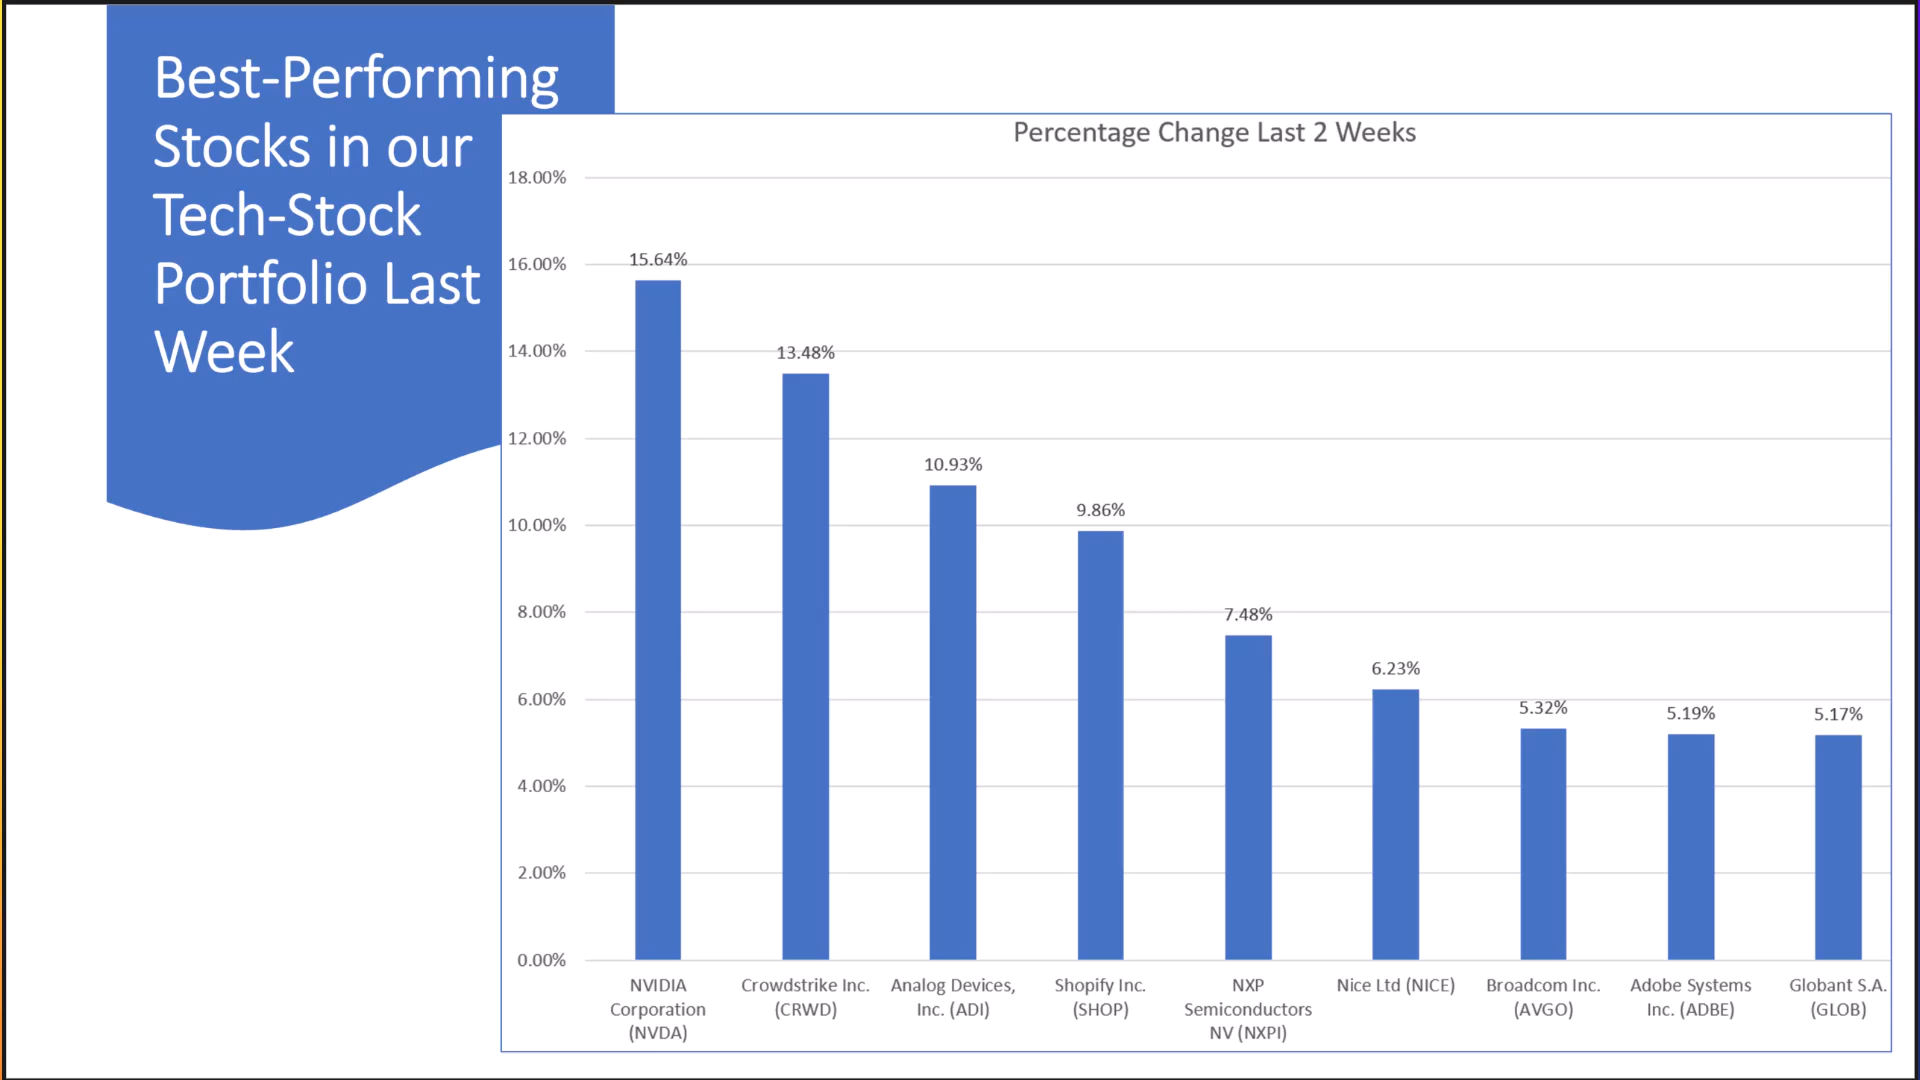 Best-Performing
Stocks in our
Tech-Stock
Portfolio Last
Week
Percentage Change Last 2 Weeks
18.00%
16.00%
14.00%
12.00%
10.00%
8.00%
6.00%
4.00%
2.00%
0.00%
15.64%
13.48%
10.93%
9.86%
7.48%
6.23%
5.32%
5.19%
5.17%
NVIDIA
Corporation
(NVDA)
Crowdstrike Inc.
(CRWD)
Analog Devices,
Inc. (ADI)
Shopify Inc.
(SHOP)
NXP
Semiconductors
NV (NXPI)
Nice Ltd (NICE)
Broadcom Inc.
(AVGO)
Adobe Systems
Inc. (ADBE)
Globant S.A.
(GLOB)